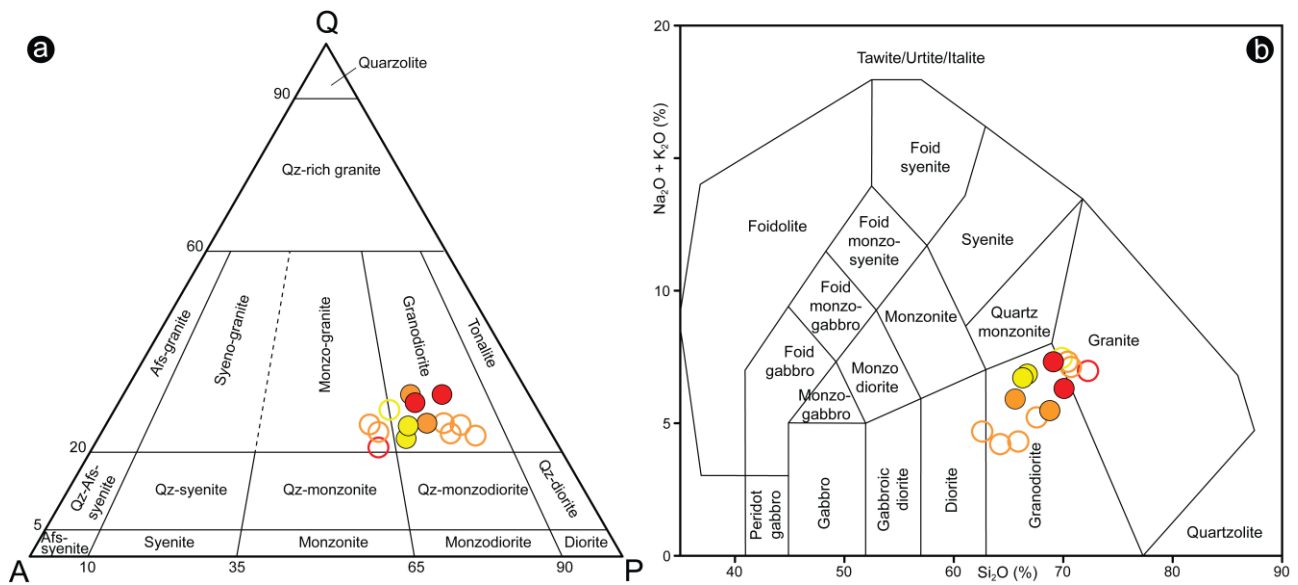 a
Q
Quarzolite
90
Qz-rich granite
60
Afs-granite
Syeno-granite
Monzo-granite
Granodiorite
Tonalite
20
Qz-Afs-
syenite
Qz-syenite
Qz-monzonite
Qz-monzodiorite
Qz-diorite
5
Afs-
syenite
Syenite
Monzonite
Monzodiorite
Diorite
A
10
35
65
90
P
b
20
Tawite/Urtite/Italite
Na₂O + K₂O (%)
Foid
syenite
Foidolite
Foid
monzo-
syenite
Syenite
10
Foid
monzo-
gabbro
Monzonite
Quartz
monzonite
Granite
Foid
gabbro
Monzo
diorite
Monzo-
gabbro
5
Peridot
gabbro
Gabbro
Gabbroic
diorite
Diorite
Granodiorite
Quartzolite
0
40
50
60
70
80
90
Si₂O (%)